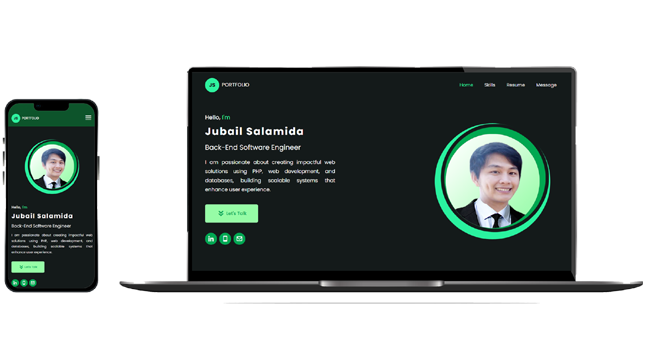 JS PORTFOLIO
Hello, I'm
Jubail Salamida
Back-End Software Engineer
I am passionate about creating impactful web
solutions using PHP, web development, and
databases, building scalable systems that
enhance user experience.
Let's Talk
JS PORTFOLIO
Home Skills Resume Message
Hello, I'm
Jubail Salamida
Back-End Software Engineer
I am passionate about creating impactful web
solutions using PHP, web development, and
databases, building scalable systems that
enhance user experience.
Let's Talk